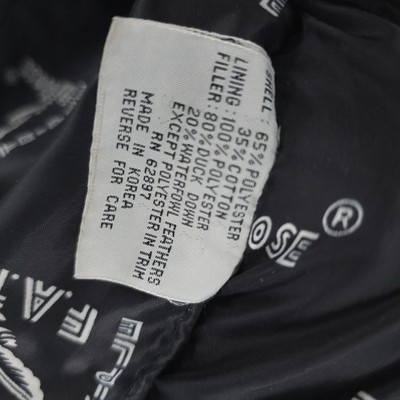 SHELL : 65% POLYESTER
35% COTTON
LINING : 100% POLYESTER
FILLER : 80% DUCK DOWN
20% WATERFOWL FEATHERS
EXCEPT POLYESTER IN TRIM
RN 62897
MADE IN KOREA
REVERSE FOR CARE
OSE ®